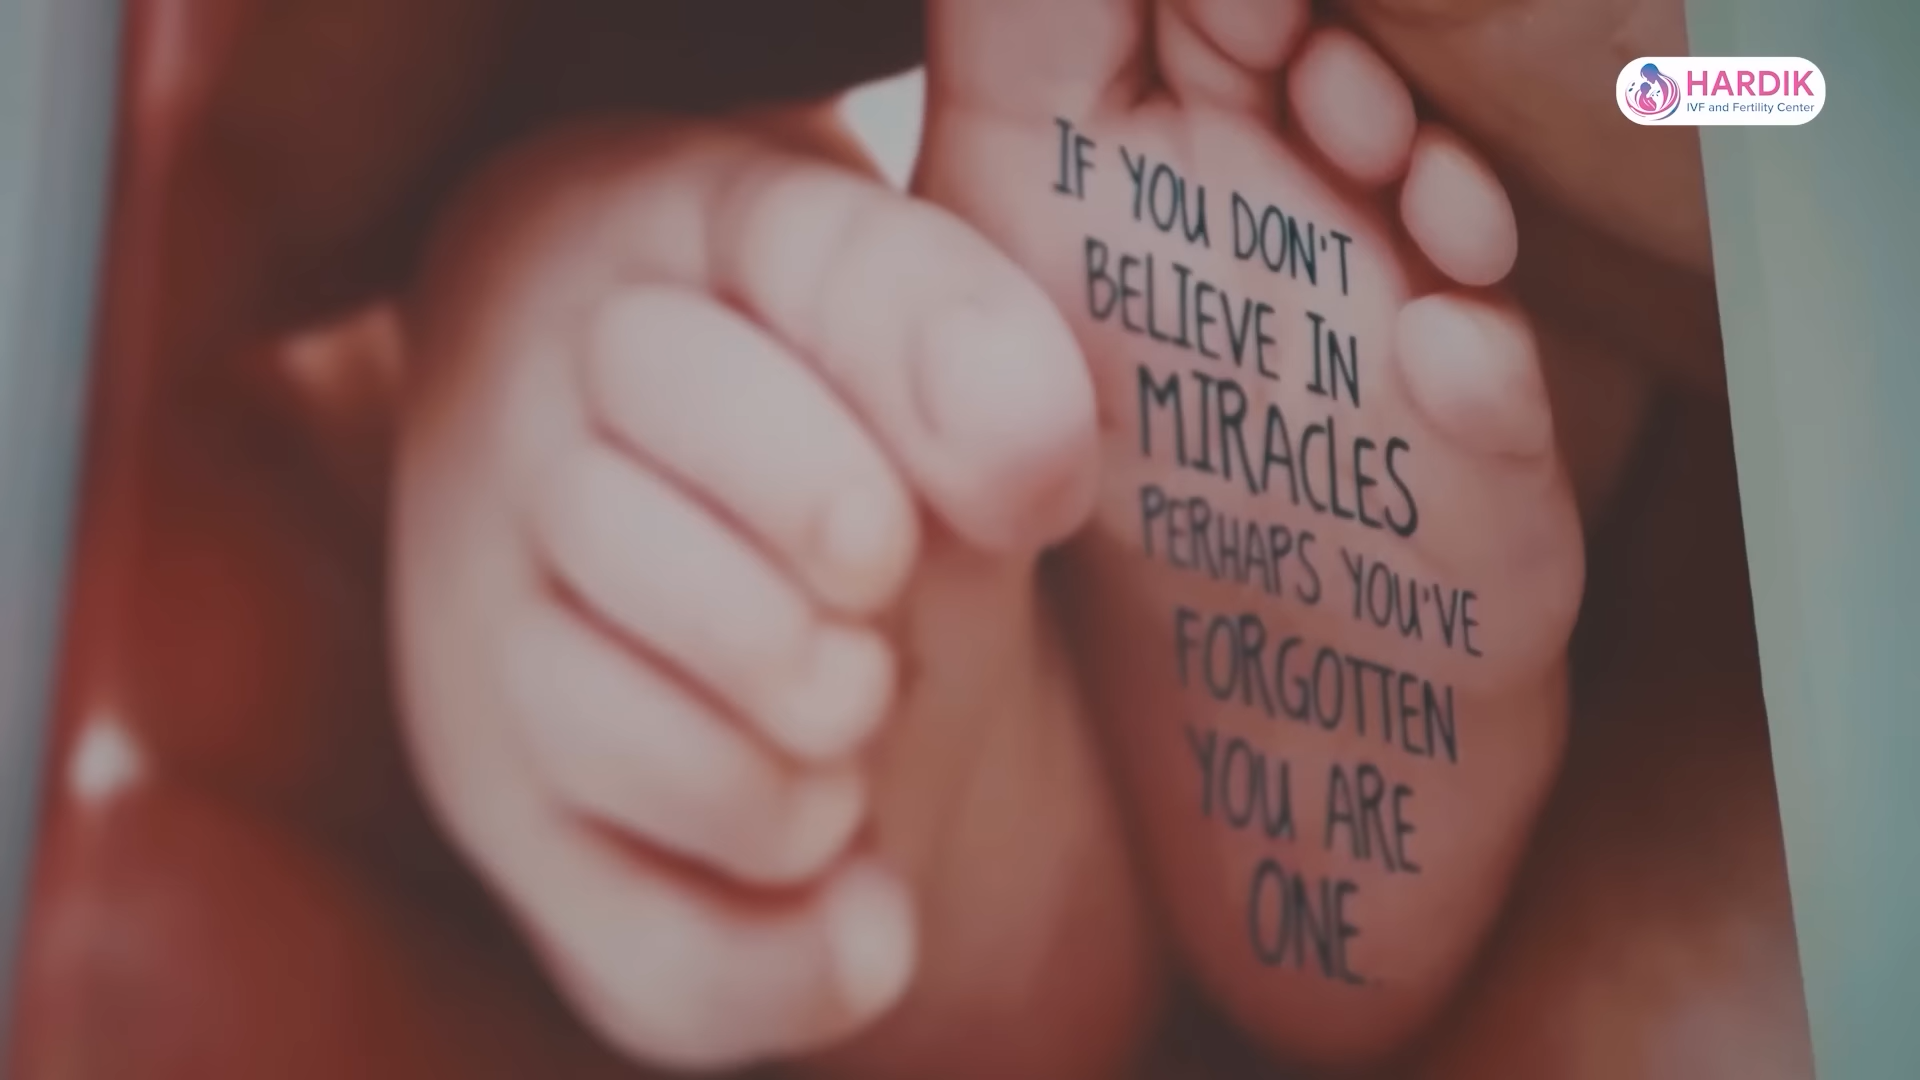 HARDIK
IVF and Fertility Center
IF YOU DON'T
BELIEVE IN
MIRACLES
PERHAPS YOU'VE
FORGOTTEN
YOU ARE
ONE.